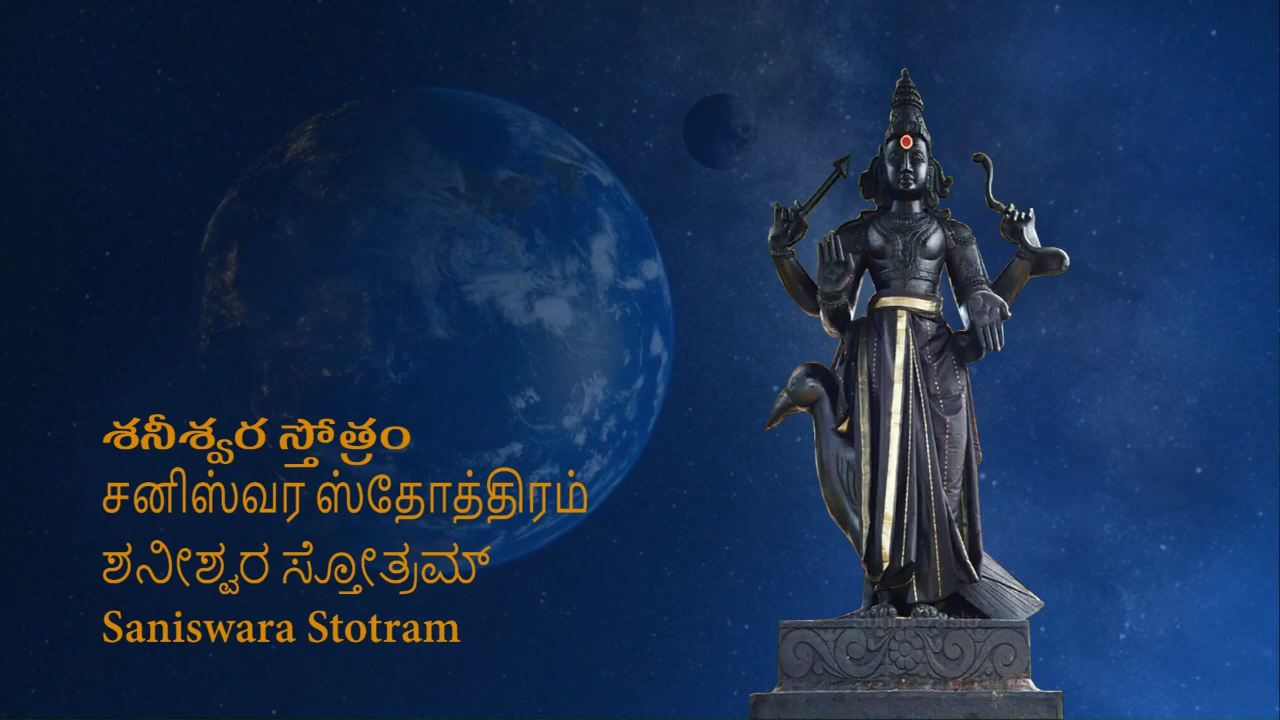 శనీశ్వర స్తోత్రం
சனிஸ்வர ஸ்தோத்திரம்
ಶನೀಶ್ವರ ಸ್ತೋತ್ರಮ್
Saniswara Stotram